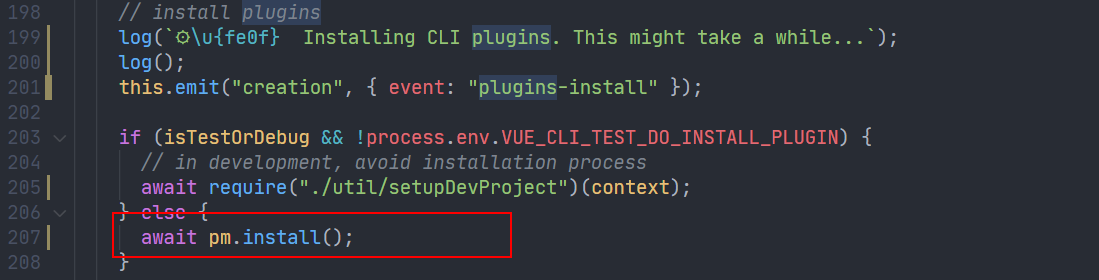 198 // install plugins
199 log(`⚙\u{fe0f}  Installing CLI plugins. This might take a while...`);
200 log();
201 this.emit("creation", { event: "plugins-install" });
202
203 if (isTestOrDebug && !process.env.VUE_CLI_TEST_DO_INSTALL_PLUGIN) {
204 // in development, avoid installation process
205 await require("./util/setupDevProject")(context);
206 } else {
207 await pm.install();
208 }